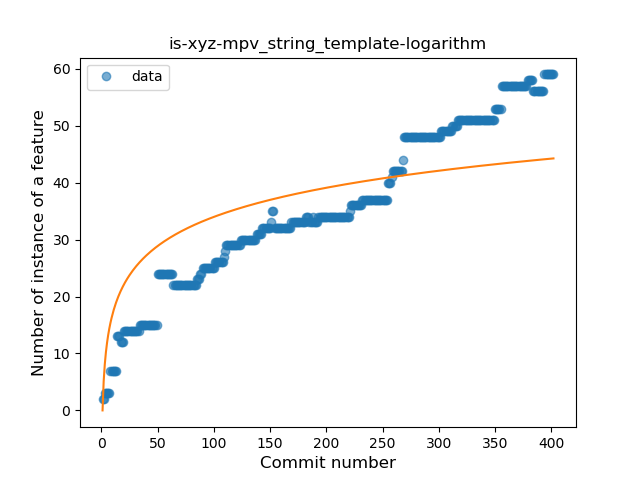 is-xyz-mpv_string_template-logarithm
data
Number of instance of a feature
60
50
40
30
20
10
0
0 50 100 150 200 250 300 350 400
Commit number